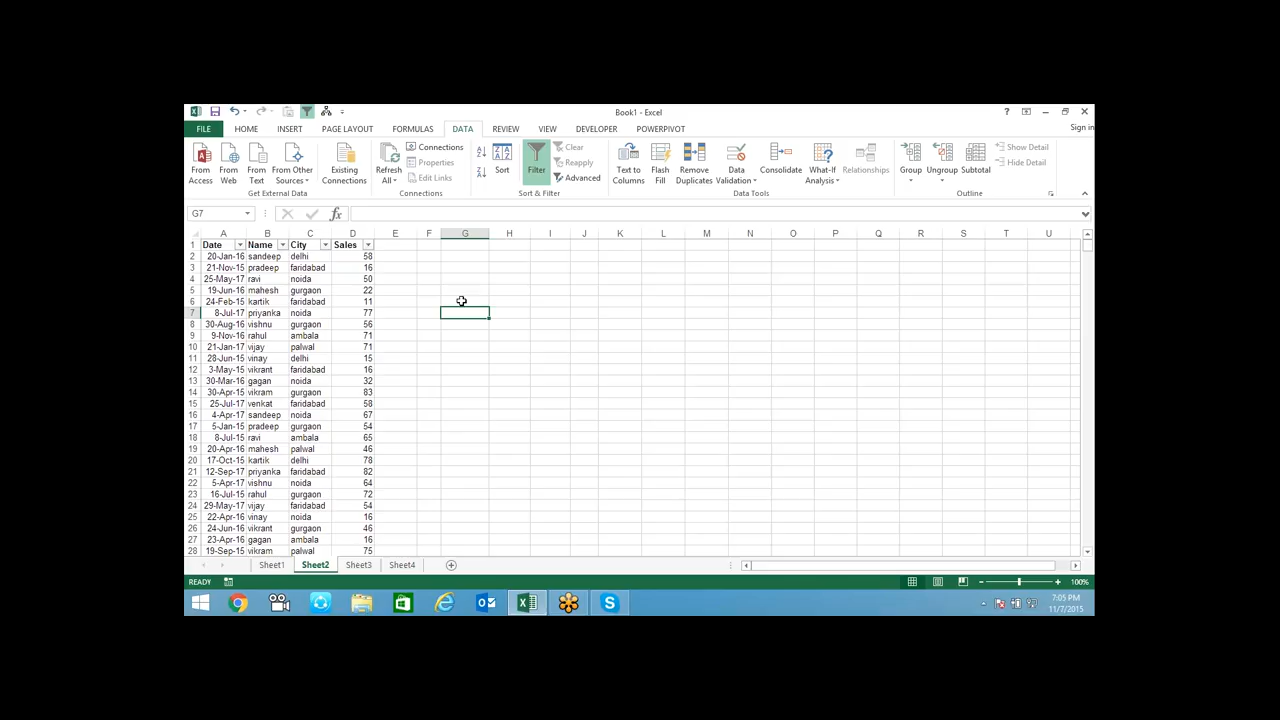 Book1 - Excel
Sign in
FILE HOME INSERT PAGE LAYOUT FORMULAS DATA REVIEW VIEW DEVELOPER POWERPIVOT
From Access
From Web
From Text
From Other Sources
Existing Connections
Get External Data
Refresh All
Connections
Properties
Edit Links
Connections
Sort
Filter
Clear
Reapply
Advanced
Sort & Filter
Text to Columns
Flash Fill
Remove Duplicates
Data Validation
Consolidate
What-If Analysis
Relationships
Data Tools
Group
Ungroup
Subtotal
Show Detail
Hide Detail
Outline
G7
fx
A B C D E F G H I J K L M N O P Q R S T U
1 Date Name City Sales
2 20-Jan-16 sandeep delhi 58
3 21-Nov-15 pradeep faridabad 16
4 25-May-17 ravi noida 50
5 19-Jun-16 mahesh gurgaon 22
6 24-Feb-15 kartik faridabad 11
7 8-Jul-17 priyanka noida 77
8 30-Aug-16 vishnu gurgaon 56
9 9-Nov-16 rahul ambala 71
10 21-Jan-17 vijay palwal 71
11 28-Jun-15 vinay delhi 15
12 3-May-15 vikrant faridabad 16
13 30-Mar-16 gagan noida 32
14 30-Apr-15 vikram gurgaon 83
15 25-Jul-17 venkat faridabad 58
16 4-Apr-17 sandeep noida 67
17 5-Jan-15 pradeep gurgaon 54
18 8-Jul-15 ravi ambala 65
19 20-Apr-16 mahesh palwal 46
20 17-Oct-15 kartik delhi 78
21 12-Sep-17 priyanka faridabad 82
22 5-Apr-17 vishnu noida 64
23 16-Jul-15 rahul gurgaon 72
24 29-May-17 vijay faridabad 54
25 22-Apr-16 vinay noida 16
26 24-Jun-16 vikrant gurgaon 46
27 23-Apr-16 gagan ambala 16
28 19-Sep-15 vikram palwal 75
Sheet1 Sheet2 Sheet3 Sheet4
READY
100%
7:05 PM
11/7/2015